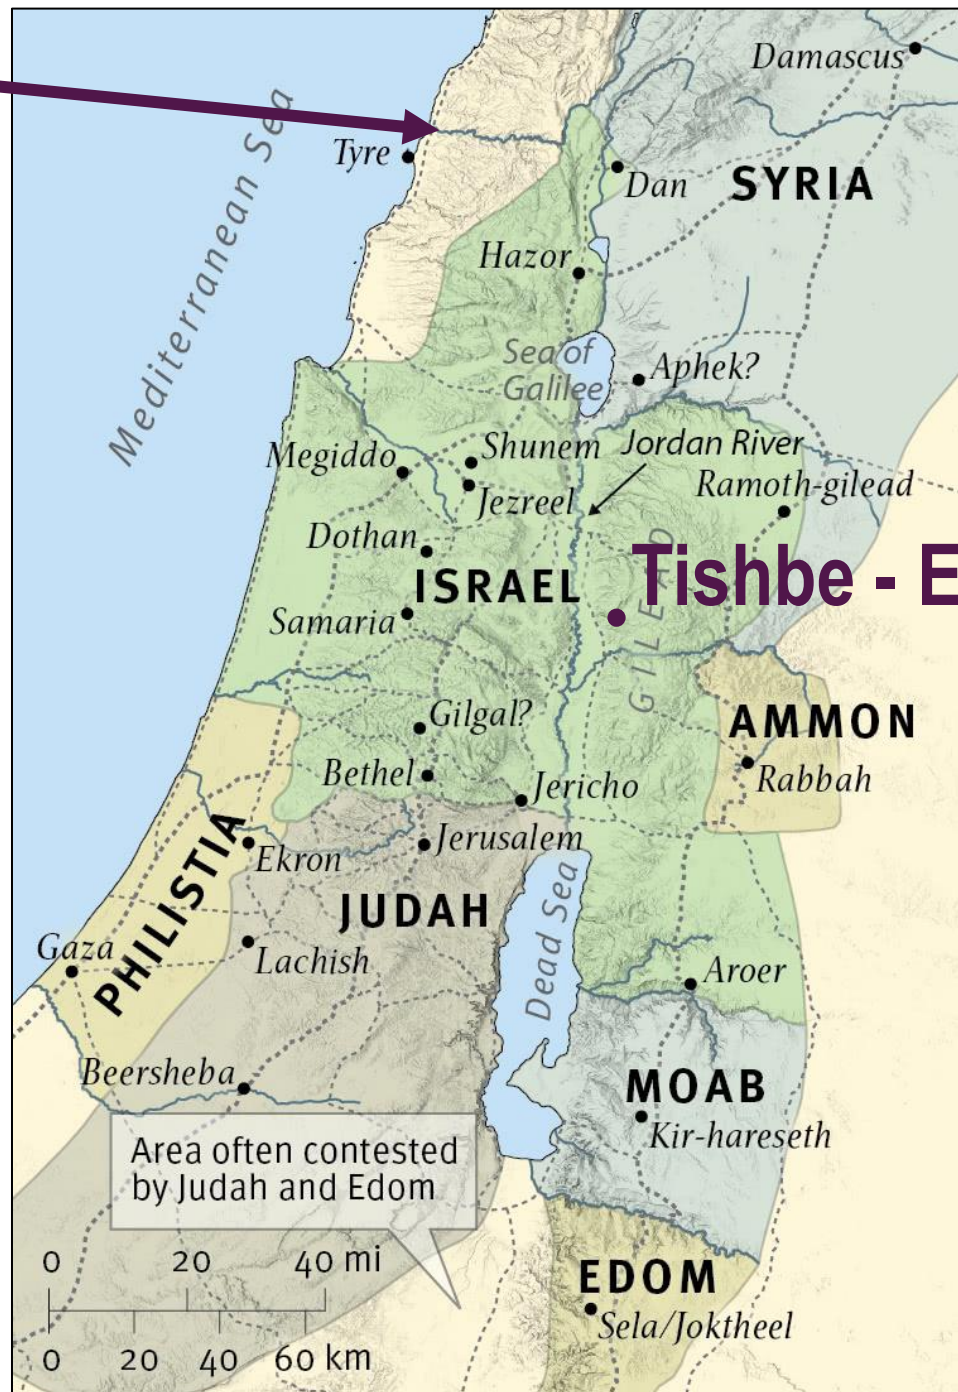 Damascus
Mediterranean Sea
Tyre
Dan
SYRIA
Hazor
Sea of
Galilee
Aphek?
Shunem
Jordan River
Megiddo
Ramoth-gilead
Jezreel
Dothan
Tishbe - E
ISRAEL
Samaria
GILEAD
Gilgal?
AMMON
Bethel
Jericho
Rabbah
PHILISTIA
Ekron
Jerusalem
JUDAH
Dead Sea
Gaza
Lachish
Aroer
Beersheba
MOAB
Kir-hareseth
Area often contested
by Judah and Edom
0 20 40 mi
EDOM
Sela/Joktheel
0 20 40 60 km